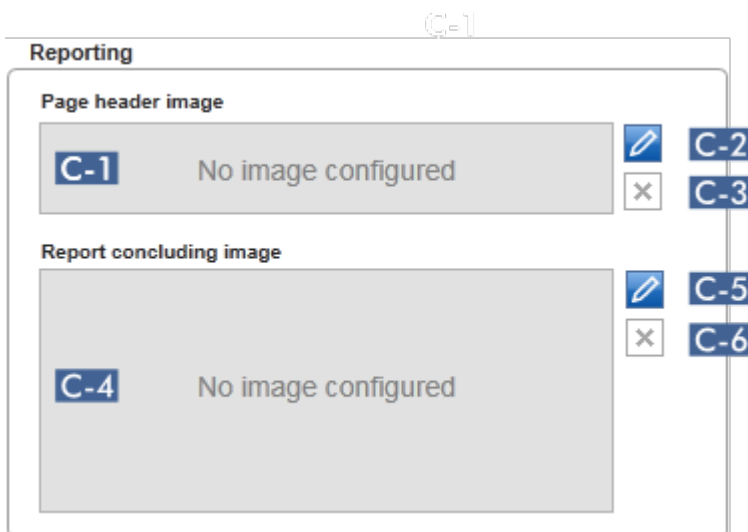 C-1
Reporting
Page header image
C-1 No image configured C-2
C-3
Report concluding image
C-5
C-6
C-4 No image configured